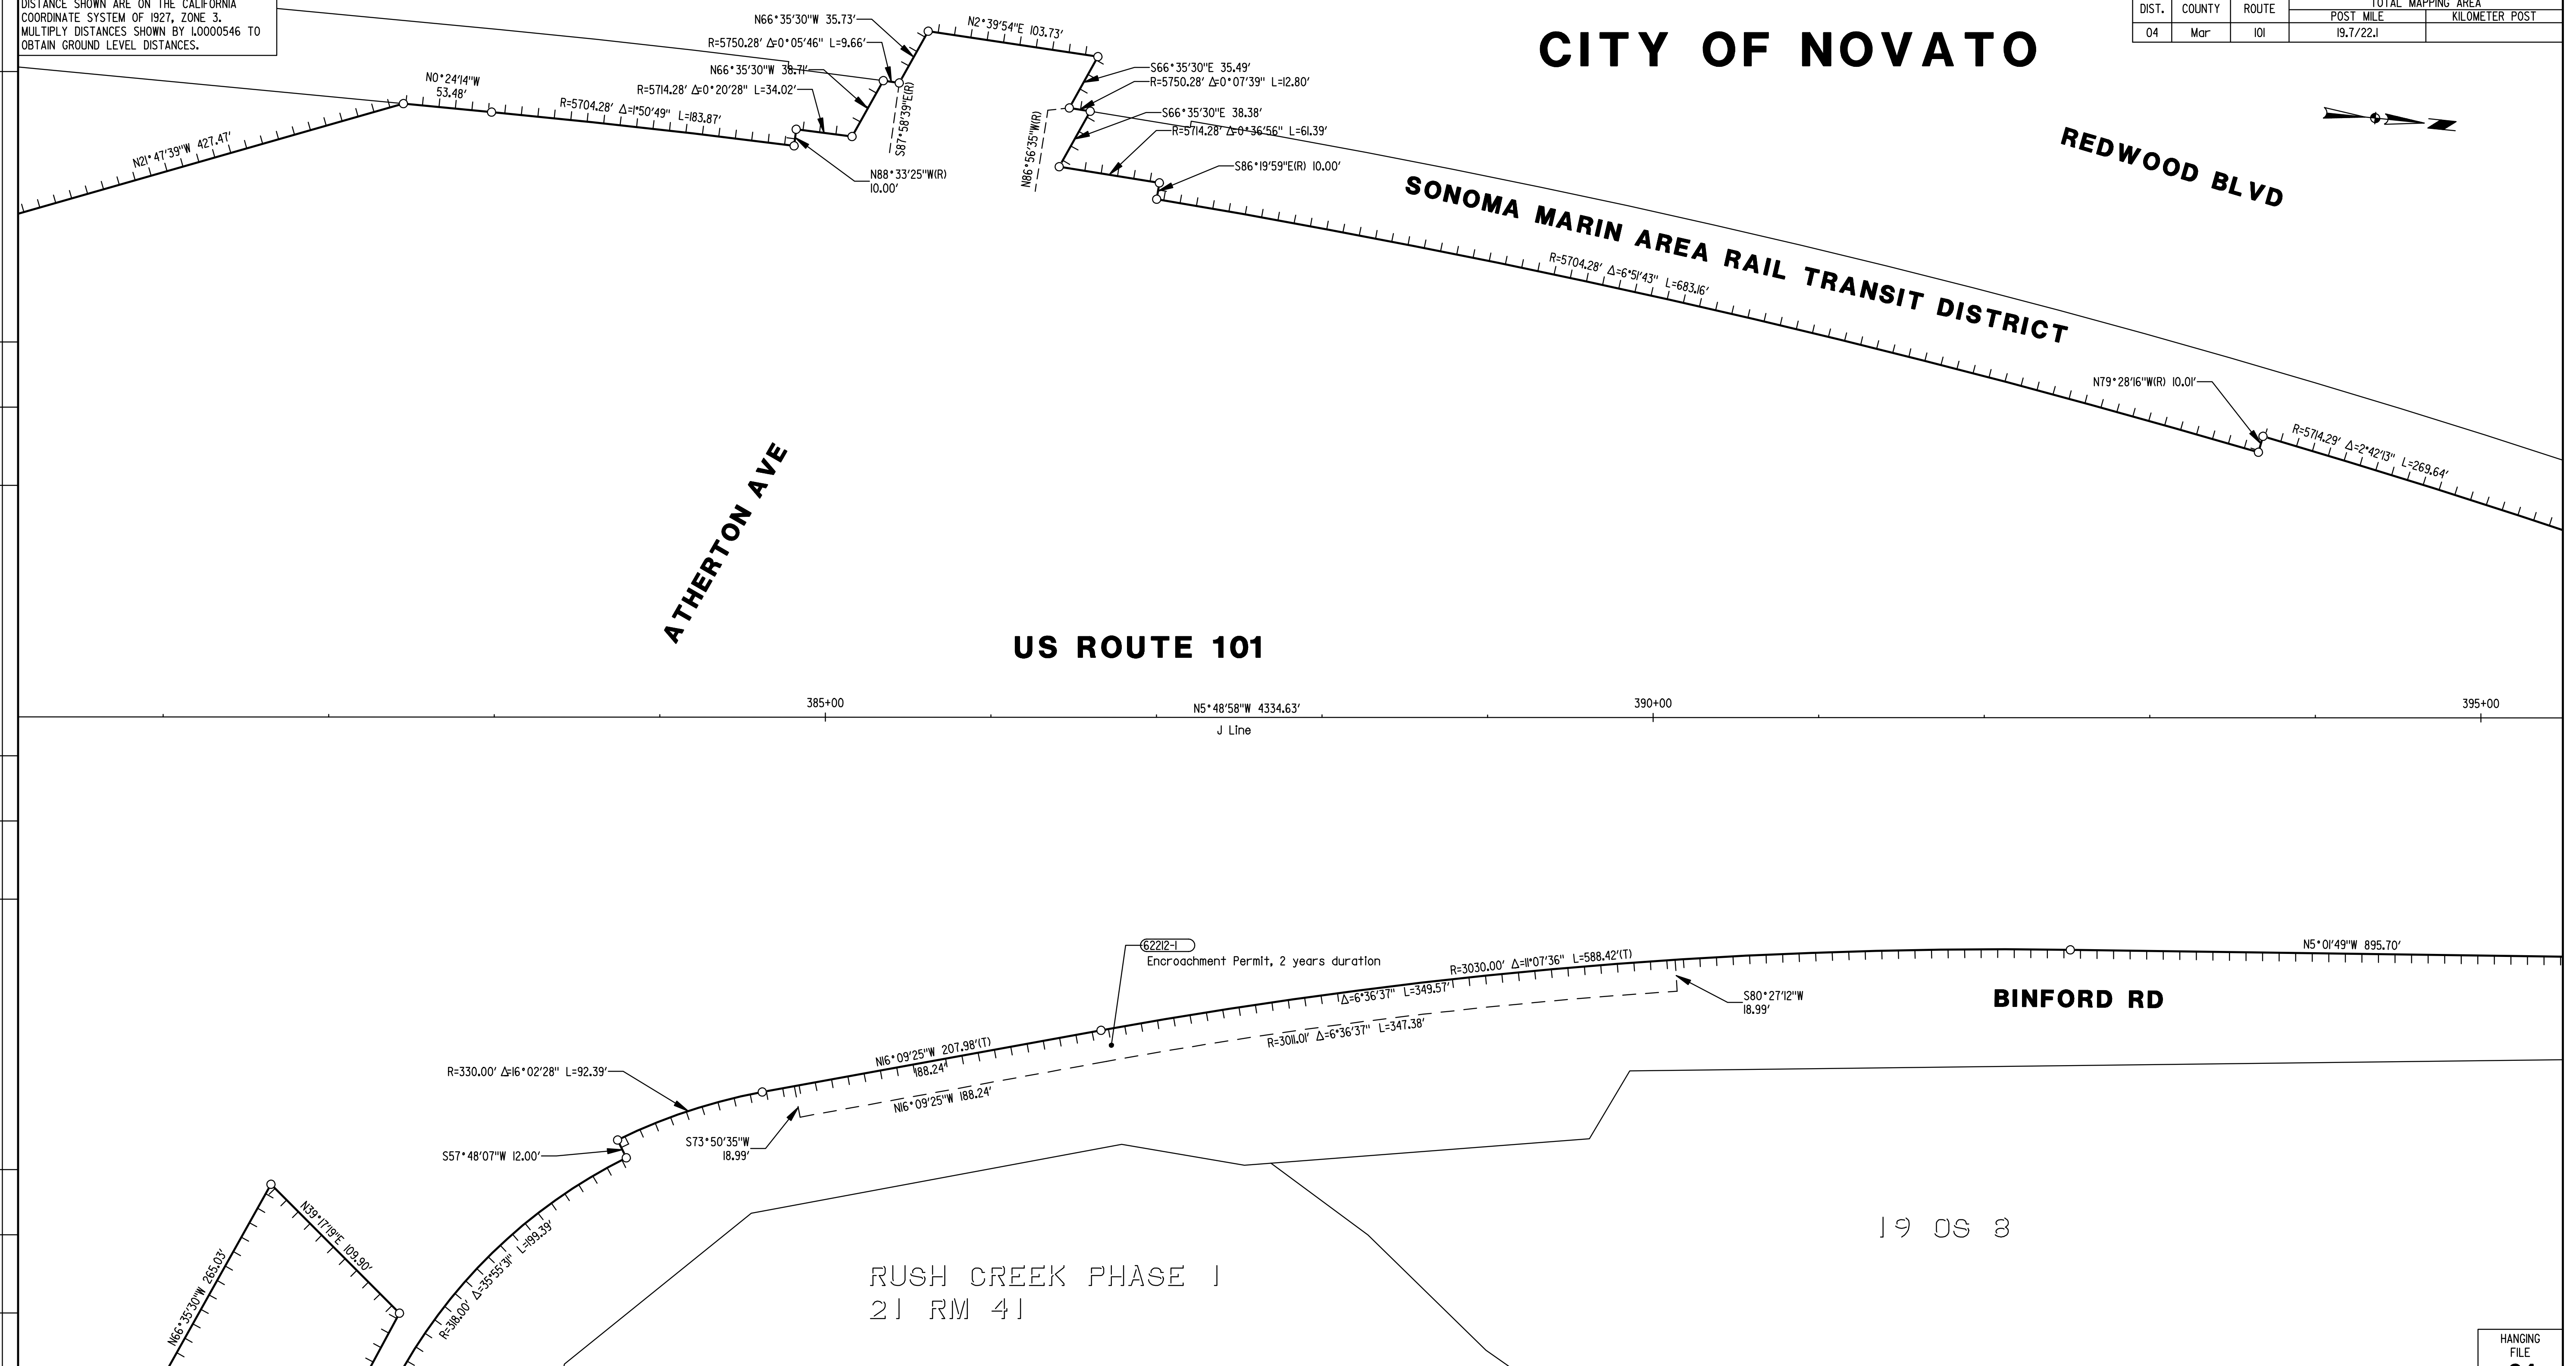 DISTANCE SHOWN ARE ON THE CALIFORNIA
COORDINATE SYSTEM OF 1927, ZONE 3.
MULTIPLY DISTANCES SHOWN BY 1.0000546 TO
OBTAIN GROUND LEVEL DISTANCES.
DIST. COUNTY ROUTE
TOTAL MAPPING AREA
POST MILE KILOMETER POST
04 Mar 101 19.7/22.1
CITY OF NOVATO
N66°35'30"W 35.73'
N2°39'54"E 103.73'
R=5750.28' Δ=0°05'46" L=9.66'
N66°35'30"W 38.71'
R=5714.28' Δ=0°20'28" L=34.02'
N0°24'14"W
53.48'
R=5704.28' Δ=1°50'49" L=183.87'
N21°47'39"W 427.47'
S87°58'39"E(R)
N88°33'25"W(R)
10.00'
N86°56'35"W(R)
S66°35'30"E 35.49'
R=5750.28' Δ=0°07'39" L=12.80'
S66°35'30"E 38.38'
R=5714.28' Δ=0°36'56" L=61.39'
S86°19'59"E(R) 10.00'
REDWOOD BLVD
SONOMA MARIN AREA RAIL TRANSIT DISTRICT
R=5704.28' Δ=6°51'43" L=683.16'
N79°28'16"W(R) 10.01'
R=5714.29' Δ=2°42'13" L=269.64'
ATHERTON AVE
US ROUTE 101
385+00
N5°48'58"W 4334.63'
390+00
395+00
J Line
62212-1
Encroachment Permit, 2 years duration
R=3030.00' Δ=11°07'36" L=588.42'(T)
Δ=6°36'37" L=349.57'
R=3011.01' Δ=6°36'37" L=347.38'
S80°27'12"W
18.99'
N5°01'49"W 895.70'
BINFORD RD
N16°09'25"W 207.98'(T)
188.24'
N16°09'25"W 188.24'
R=330.00' Δ=16°02'28" L=92.39'
S73°50'35"W
18.99'
S57°48'07"W 12.00'
N39°17'19"E 109.90'
N66°35'30"W 265.03'
R=318.00' Δ=35°55'31" L=199.39'
RUSH CREEK PHASE 1
21 RM 41
19 OS 8
HANGING
FILE